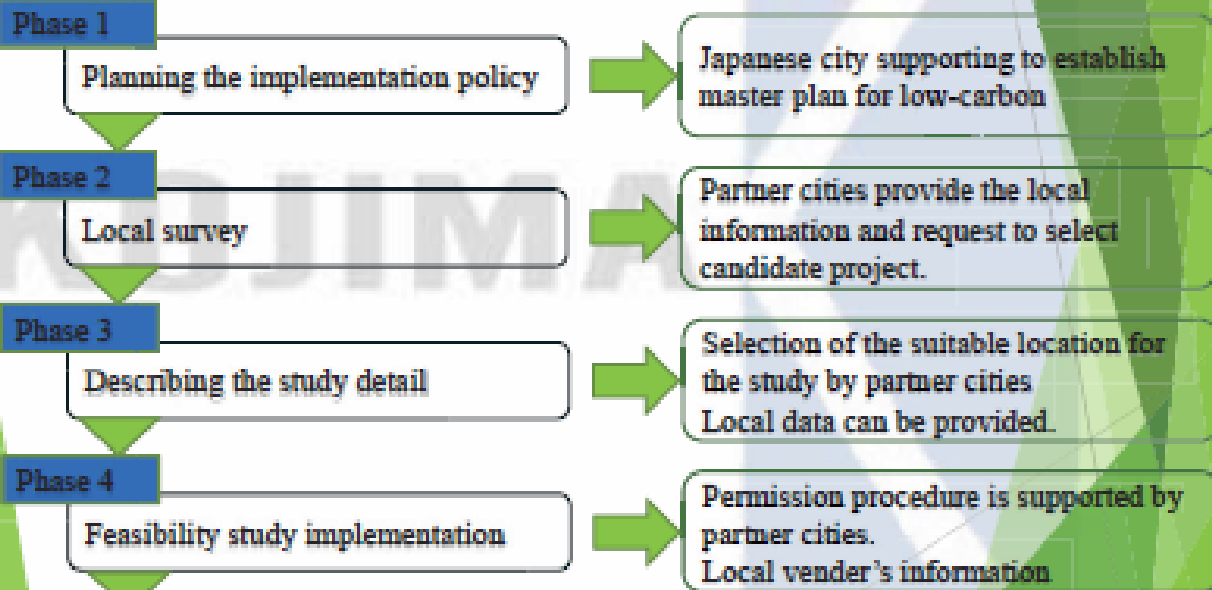 Phase 1
Planning the implementation policy
Japanese city supporting to establish
master plan for low-carbon
Phase 2
Local survey
Partner cities provide the local
information and request to select
candidate project.
Phase 3
Describing the study detail
Selection of the suitable location for
the study by partner cities
Local data can be provided.
Phase 4
Feasibility study implementation
Permission procedure is supported by
partner cities.
Local vender's information
KOJIMA